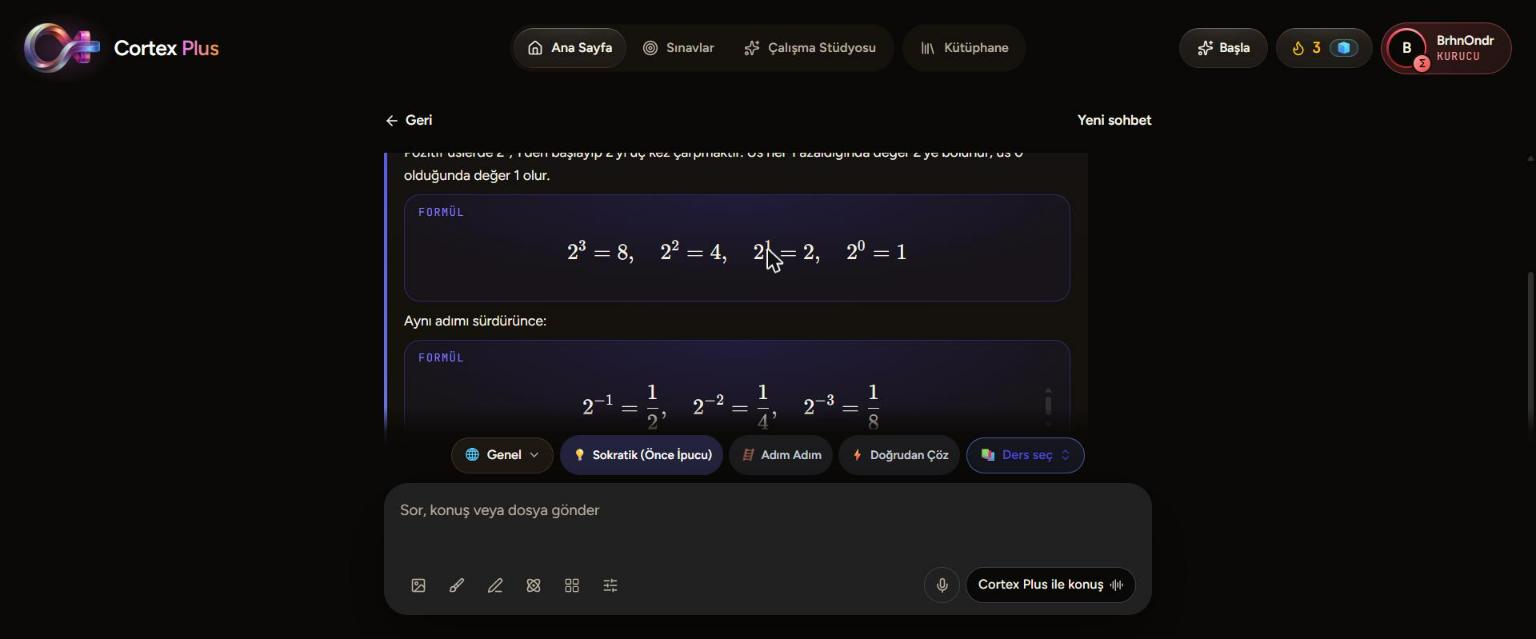 Cortex Plus
Ana Sayfa
Sınavlar
Çalışma Stüdyosu
Kütüphane
Başla
3
B
Σ
BrhnOndr
KURUCU
Geri
Yeni sohbet
olduğunda değer 1 olur.
FORMÜL
2³ = 8, 2² = 4, 2¹ = 2, 2⁰ = 1
Aynı adımı sürdürünce:
FORMÜL
2⁻¹ = 1/2, 2⁻² = 1/4, 2⁻³ = 1/8
Genel
Sokratik (Önce İpucu)
Adım Adım
Doğrudan Çöz
Ders seç
Sor, konuş veya dosya gönder
Cortex Plus ile konuş